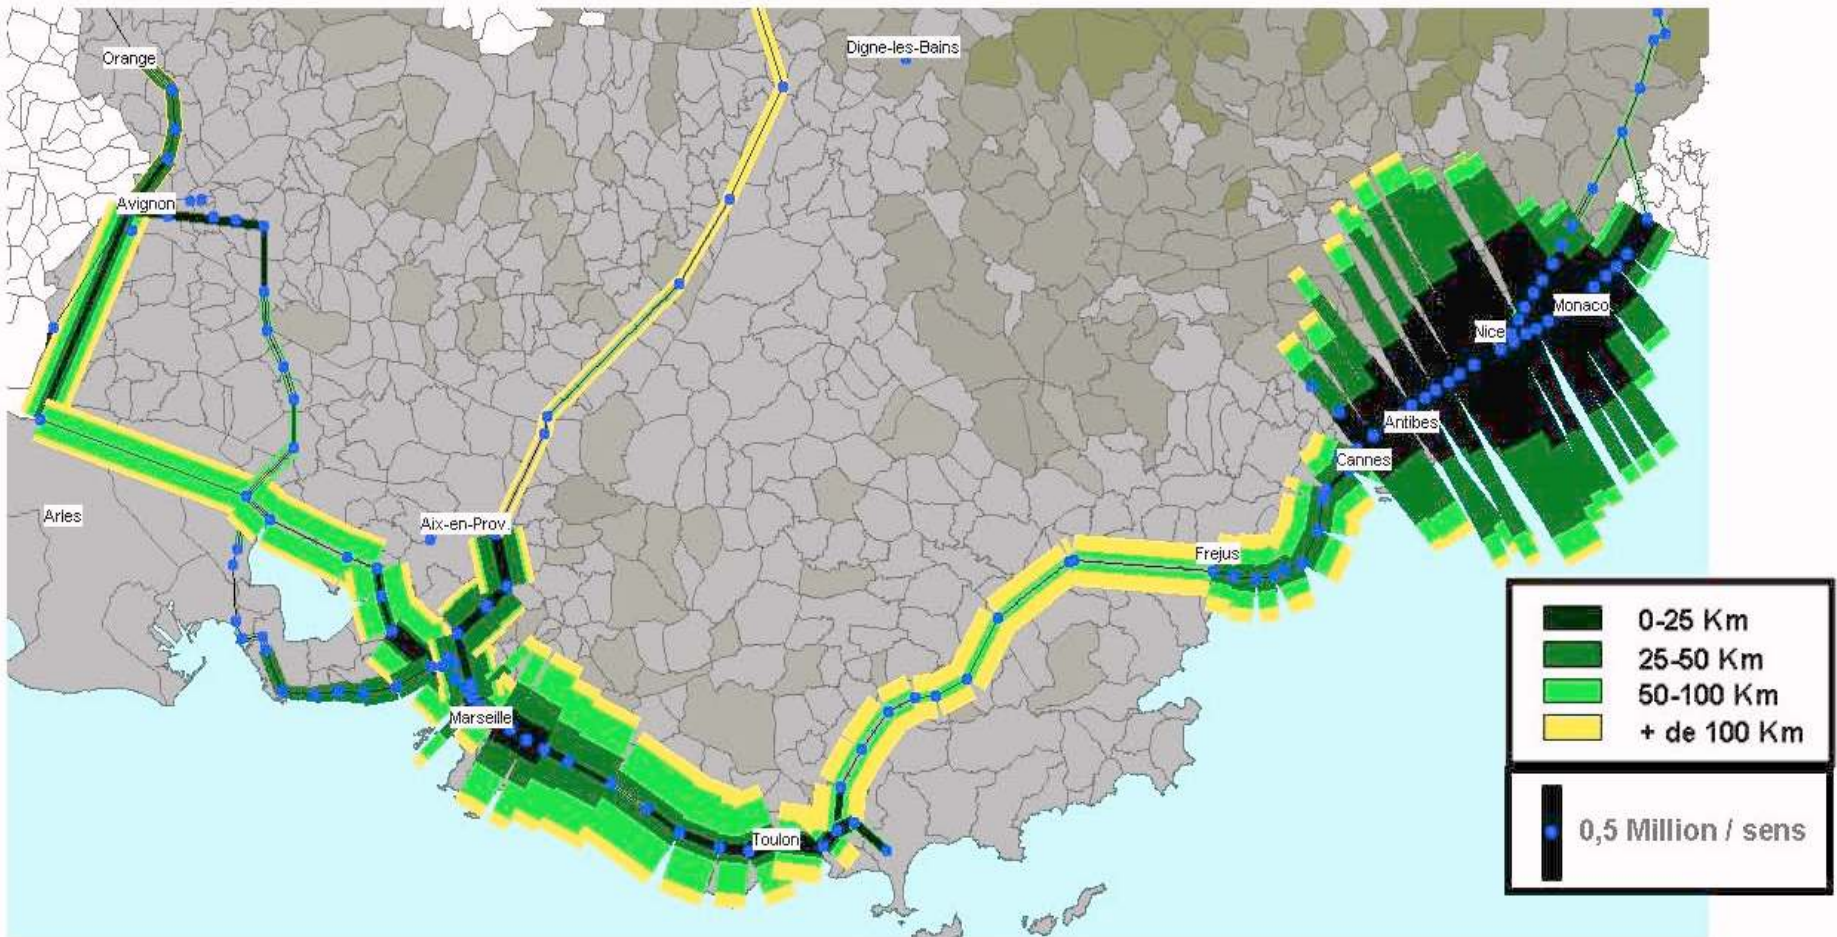 Orange
Digne-les-Bains
Avignon
Monaco
Nice
Antibes
Cannes
Arles
Aix-en-Prov.
Frejus
Marseille
Toulon
0-25 Km
25-50 Km
50-100 Km
+ de 100 Km
0,5 Million / sens